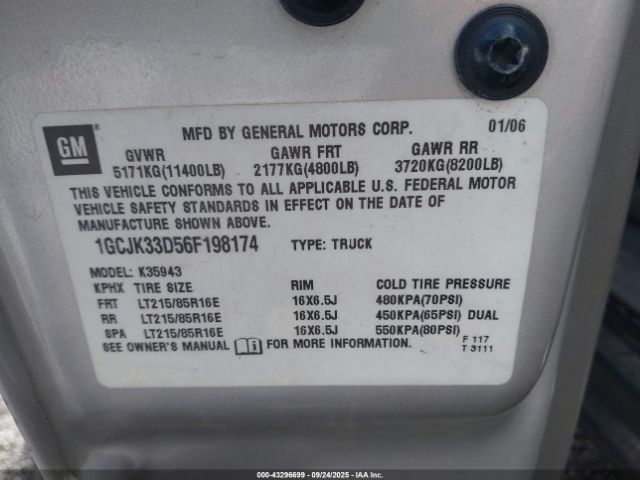 GM
MFD BY GENERAL MOTORS CORP. 01/06
GVWR GAWR FRT GAWR RR
5171KG(11400LB) 2177KG(4800LB) 3720KG(8200LB)
THIS VEHICLE CONFORMS TO ALL APPLICABLE U.S. FEDERAL MOTOR
VEHICLE SAFETY STANDARDS IN EFFECT ON THE DATE OF
MANUFACTURE SHOWN ABOVE.
1GCJK33D56F198174 TYPE: TRUCK
MODEL: K35943
KPHX TIRE SIZE RIM COLD TIRE PRESSURE
FRT LT215/85R16E 16X6.5J 480KPA(70PSI)
RR LT215/85R16E 16X6.5J 450KPA(65PSI) DUAL
SPA LT215/85R16E 16X6.5J 550KPA(80PSI)
SEE OWNER'S MANUAL FOR MORE INFORMATION.
F 117
T 3111
000-43296699 - 09/24/2025 - IAA, Inc.